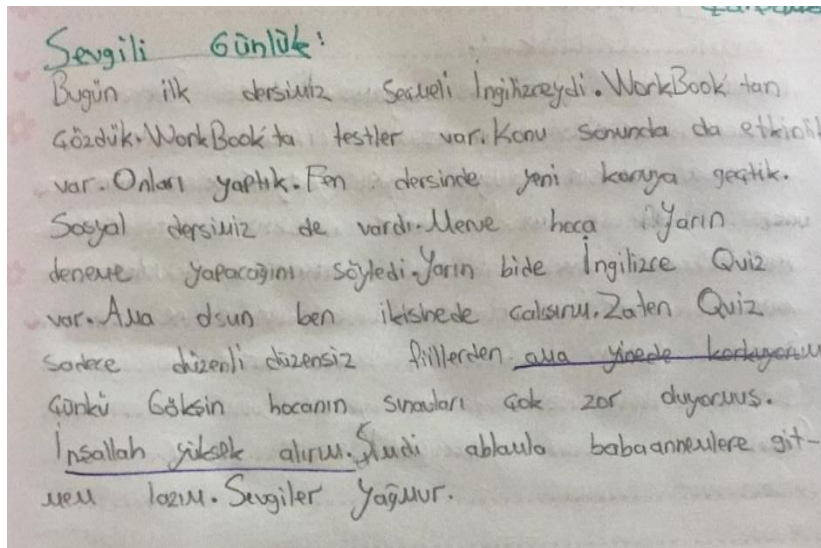 Sevgili Günlük:
Bugün ilk dersimiz Seçmeli İngilizceydi. WorkBook'tan
Çözdük. WorkBook'ta testler var. Konu sonunda da etkinlik
var. Onları yaptık. Fen dersinde yeni konuya geçtik.
Sosyal dersimiz de vardı. Merve hoca Yarın
deneme yapacağını söyledi. Yarın bide İngilizce Quiz
var. Ama olsun ben ikisinede çalışırım. Zaten Quiz
sadece düzenli düzensiz fiillerden ama yinede korkuyorum
Çünkü Gökşin hocanın sınavları çok zor duyorum.
İnşallah yüksek alırım. Şimdi ablamla babaannemlere git-
mem lazım. Sevgiler Yağmur.